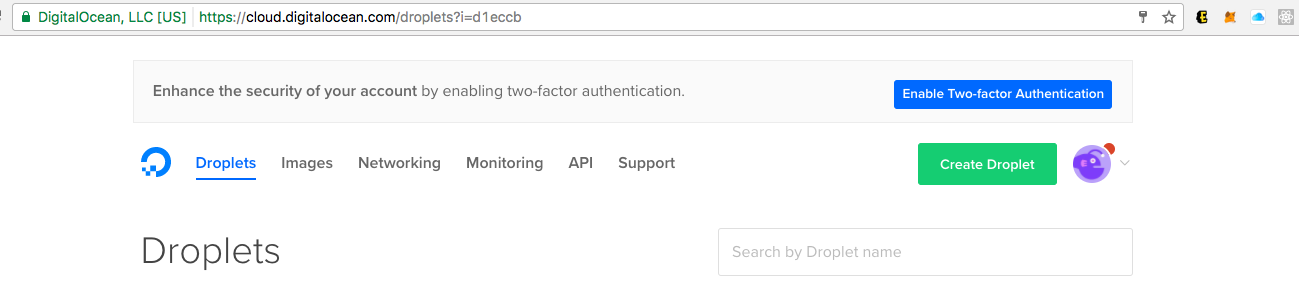 DigitalOcean, LLC [US] https://cloud.digitalocean.com/droplets?i=d1eccb
Enhance the security of your account by enabling two-factor authentication. Enable Two-factor Authentication
Droplets Images Networking Monitoring API Support Create Droplet
Droplets Search by Droplet name